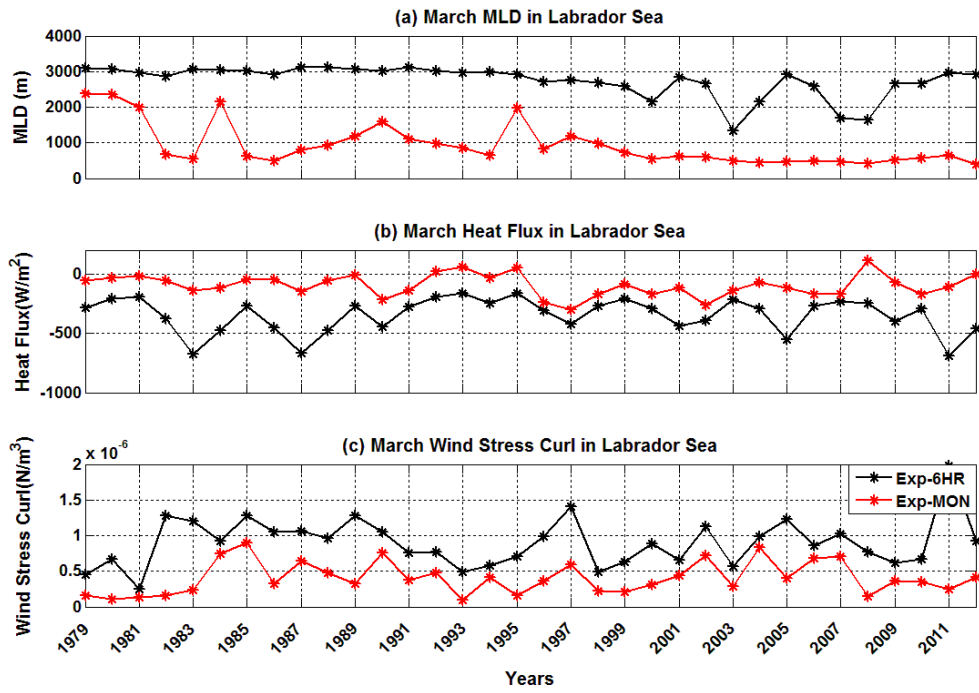 (a) March MLD in Labrador Sea
4000
3000
2000
1000
0
MLD (m)
(b) March Heat Flux in Labrador Sea
0
-500
-1000
Heat Flux(W/m²)
x 10⁻⁶
(c) March Wind Stress Curl in Labrador Sea
2
1.5
1
0.5
0
Wind Stress Curl(N/m³)
Exp-6HR
Exp-MON
1979 1981 1983 1985 1987 1989 1991 1993 1995 1997 1999 2001 2003 2005 2007 2009 2011
Years